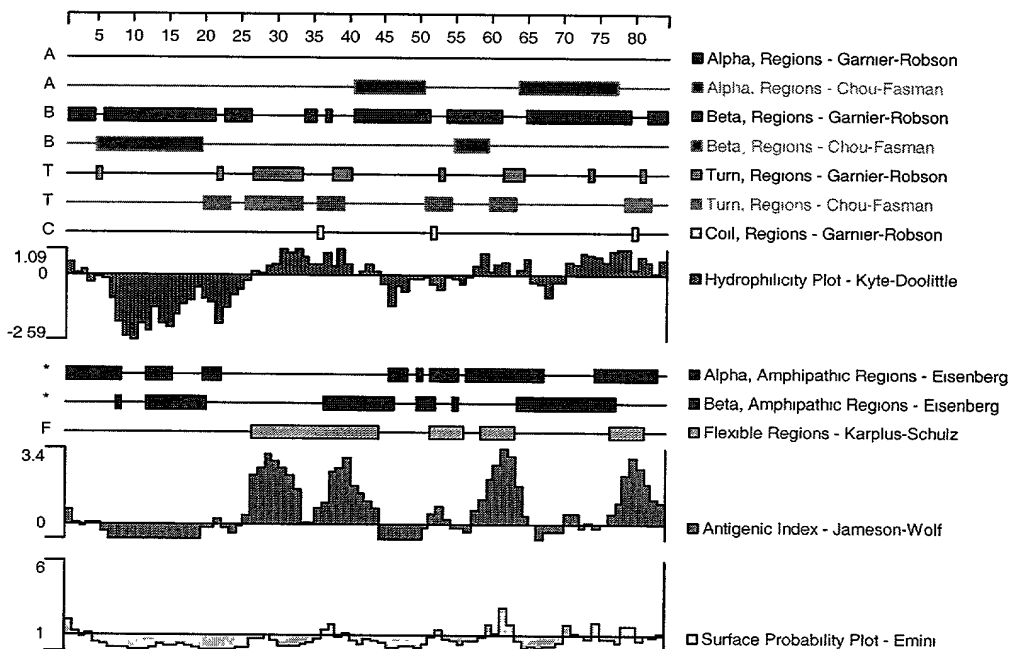 5 10 15 20 25 30 35 40 45 50 55 60 65 70 75 80
A Alpha, Regions - Garnier-Robson
A Alpha, Regions - Chou-Fasman
B Beta, Regions - Garnier-Robson
B Beta, Regions - Chou-Fasman
T Turn, Regions - Garnier-Robson
T Turn, Regions - Chou-Fasman
C Coil, Regions - Garnier-Robson
1.09
0 Hydrophilicity Plot - Kyte-Doolittle
-2 59
* Alpha, Amphipathic Regions - Eisenberg
* Beta, Amphipathic Regions - Eisenberg
F Flexible Regions - Karplus-Schulz
3.4
0 Antigenic Index - Jameson-Wolf
6
1 Surface Probability Plot - Emini